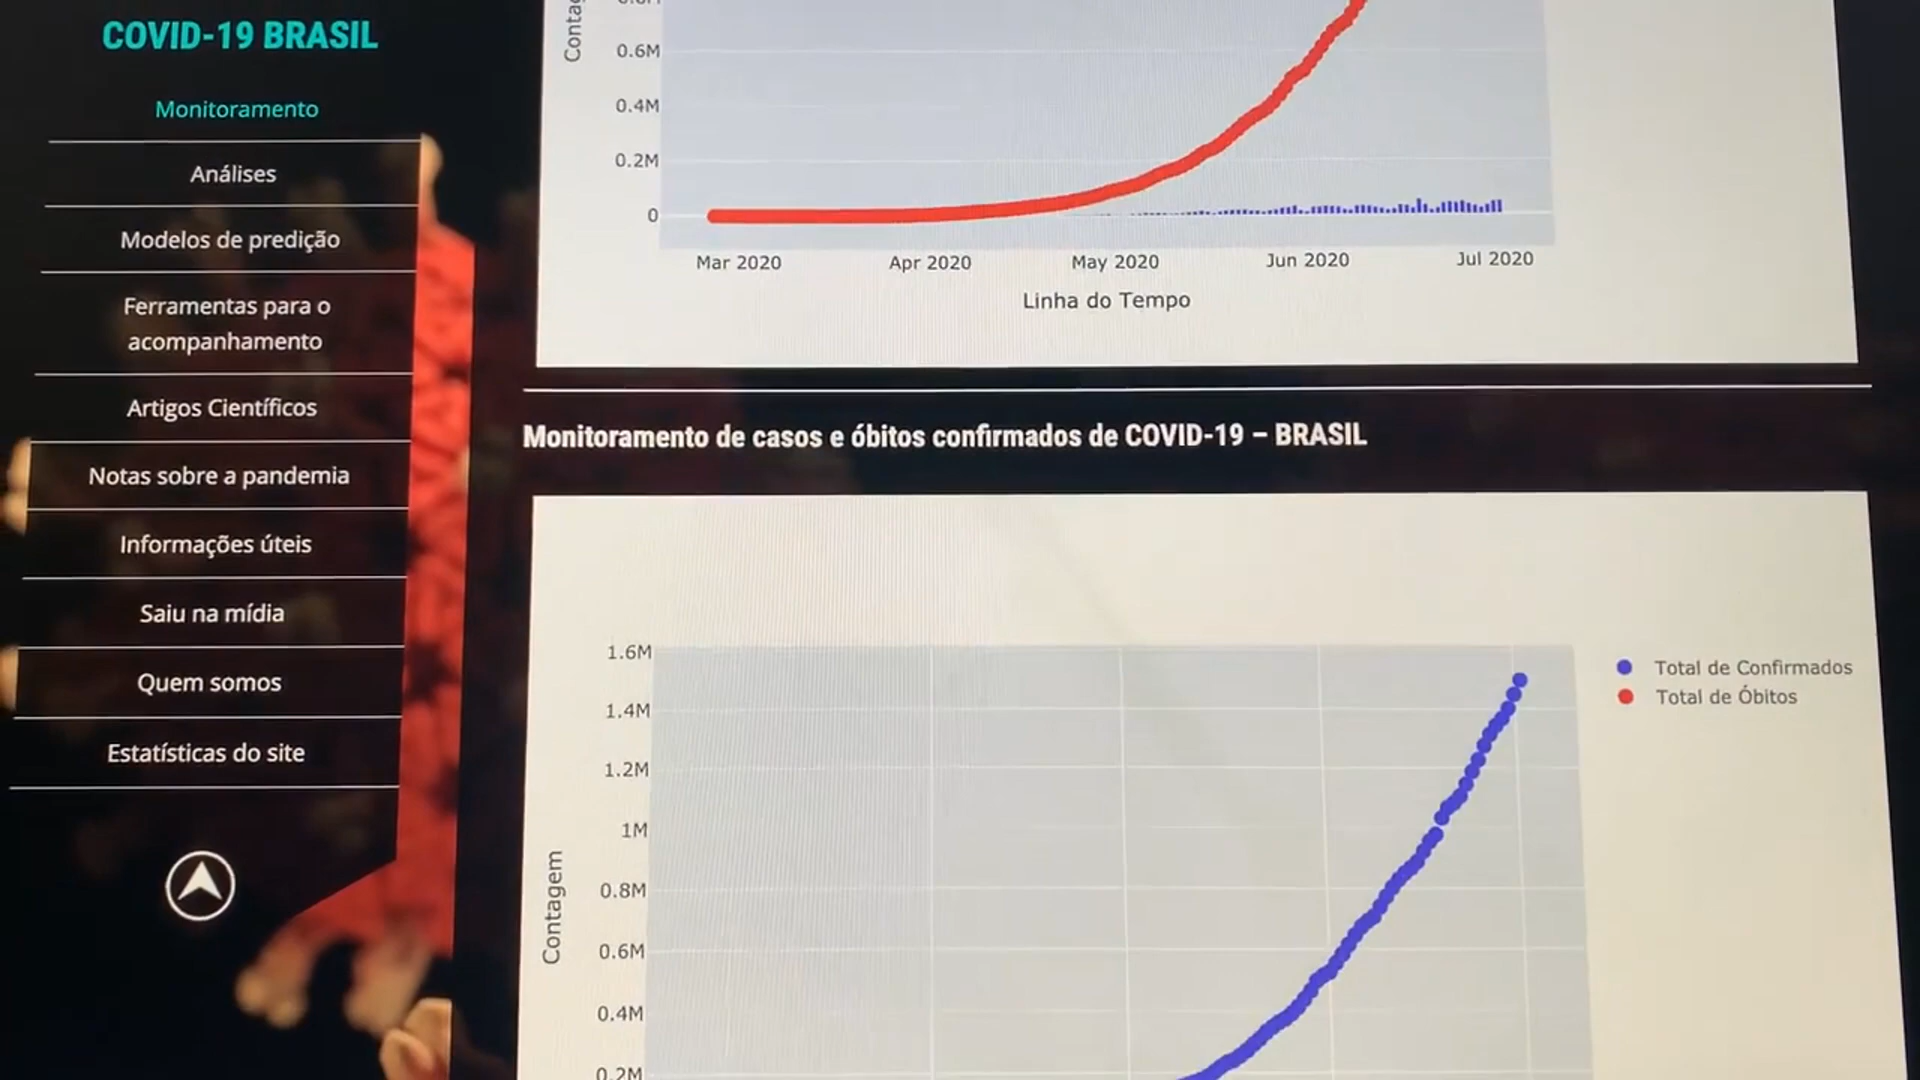 COVID-19 BRASIL
Monitoramento
Análises
Modelos de predição
Ferramentas para o
acompanhamento
Artigos Científicos
Notas sobre a pandemia
Informações úteis
Saiu na mídia
Quem somos
Estatísticas do site
0.6M
0.4M
0.2M
0
Mar 2020
Apr 2020
May 2020
Jun 2020
Jul 2020
Linha do Tempo
Monitoramento de casos e óbitos confirmados de COVID-19 – BRASIL
1.6M
1.4M
1.2M
1M
0.8M
0.6M
0.4M
0.2M
Contagem
Total de Confirmados
Total de Óbitos